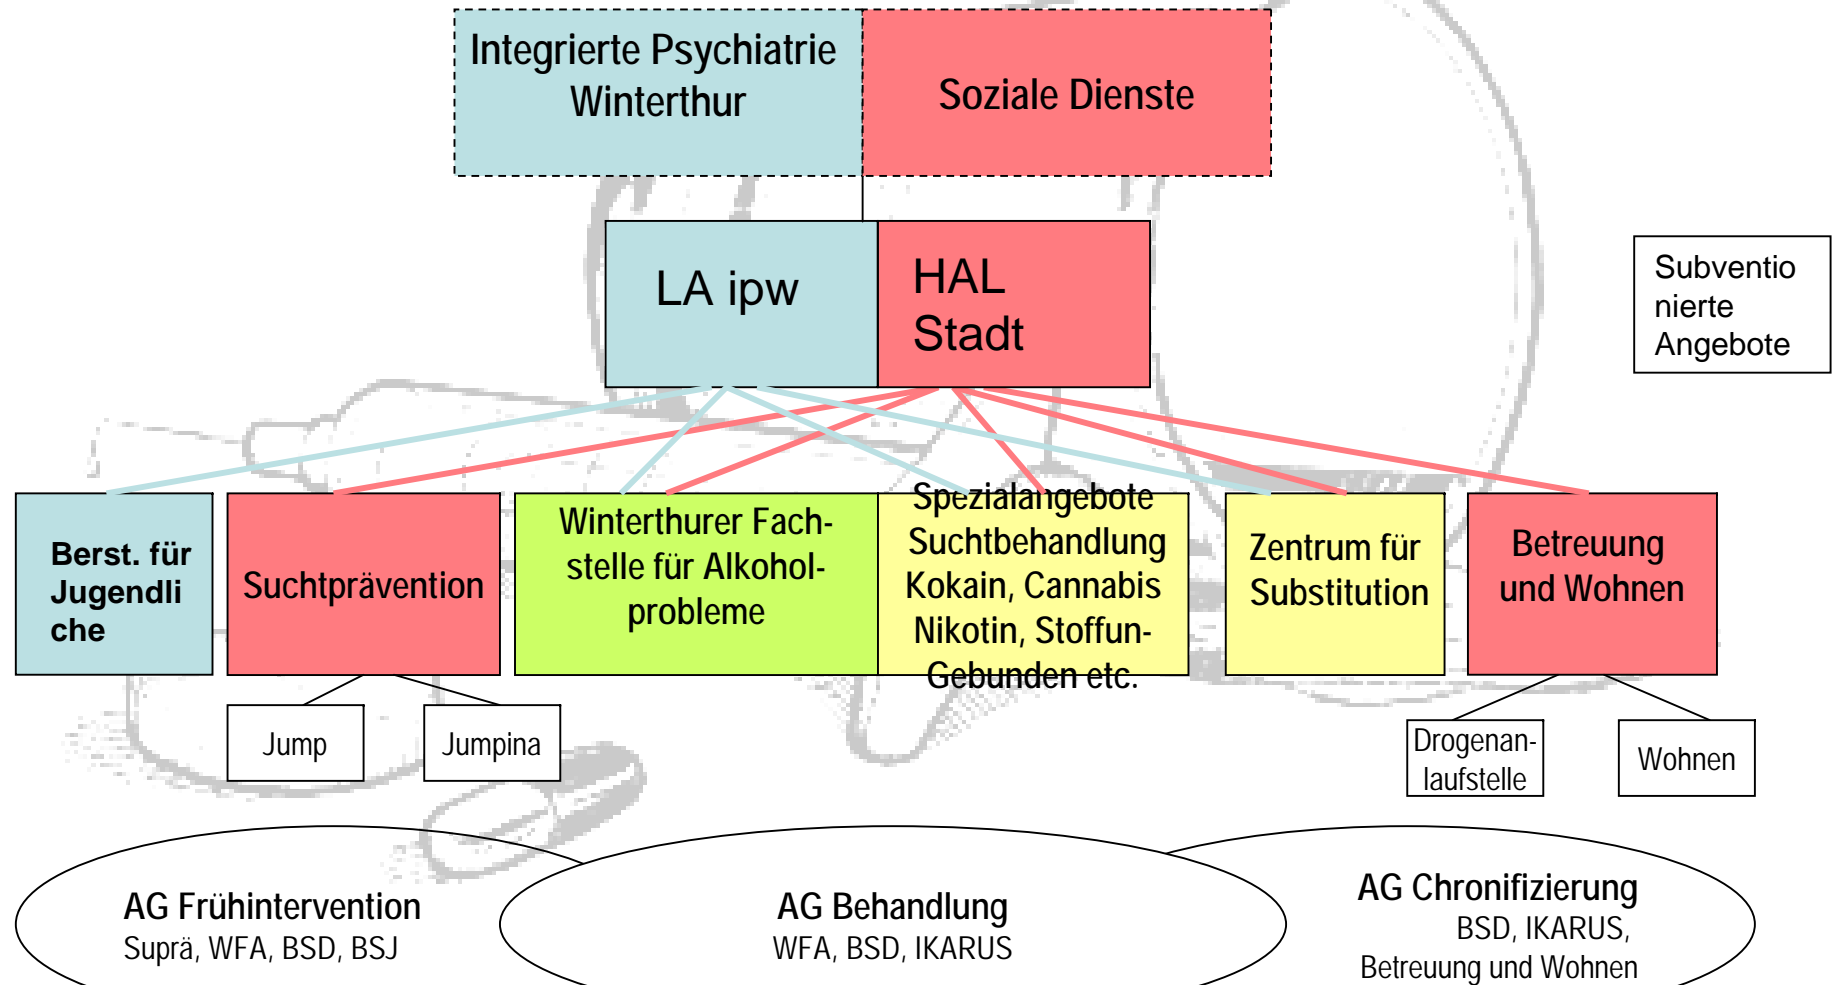 Integrierte Psychiatrie
Winterthur
Soziale Dienste
LA ipw
HAL
Stadt
Subventio
nierte
Angebote
Berst. für
Jugendli
che
Suchtprävention
Winterthurer Fach-
stelle für Alkohol-
probleme
Spezialangebote
Suchtbehandlung
Kokain, Cannabis
Nikotin, Stoffun-
Gebunden etc.
Zentrum für
Substitution
Betreuung
und Wohnen
Jump
Jumpina
Drogenan-
laufstelle
Wohnen
AG Frühintervention
Suprä, WFA, BSD, BSJ
AG Behandlung
WFA, BSD, IKARUS
AG Chronifizierung
BSD, IKARUS,
Betreuung und Wohnen